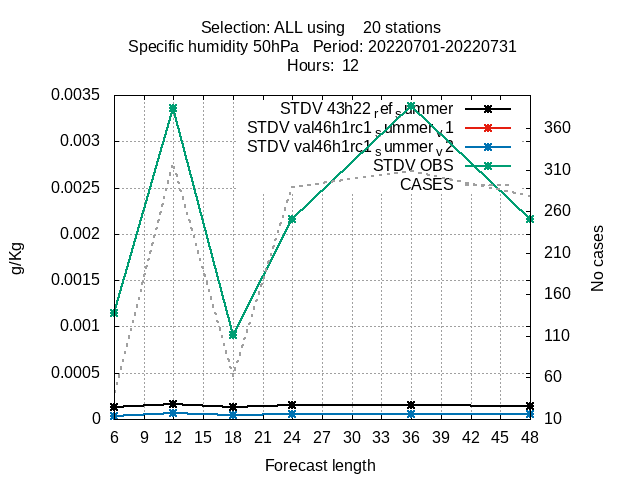 Selection: ALL using 20 stations
Specific humidity 50hPa Period: 20220701-20220731
Hours: 12
0.0035
0.003
0.0025
0.002
0.0015
0.001
0.0005
0
g/Kg
STDV 43h22_ref_summer
STDV val46h1rc1_summer_v1
STDV val46h1rc1_summer_v2
STDV OBS
CASES
360
310
260
210
160
110
60
10
No cases
6 9 12 15 18 21 24 27 30 33 36 39 42 45 48
Forecast length